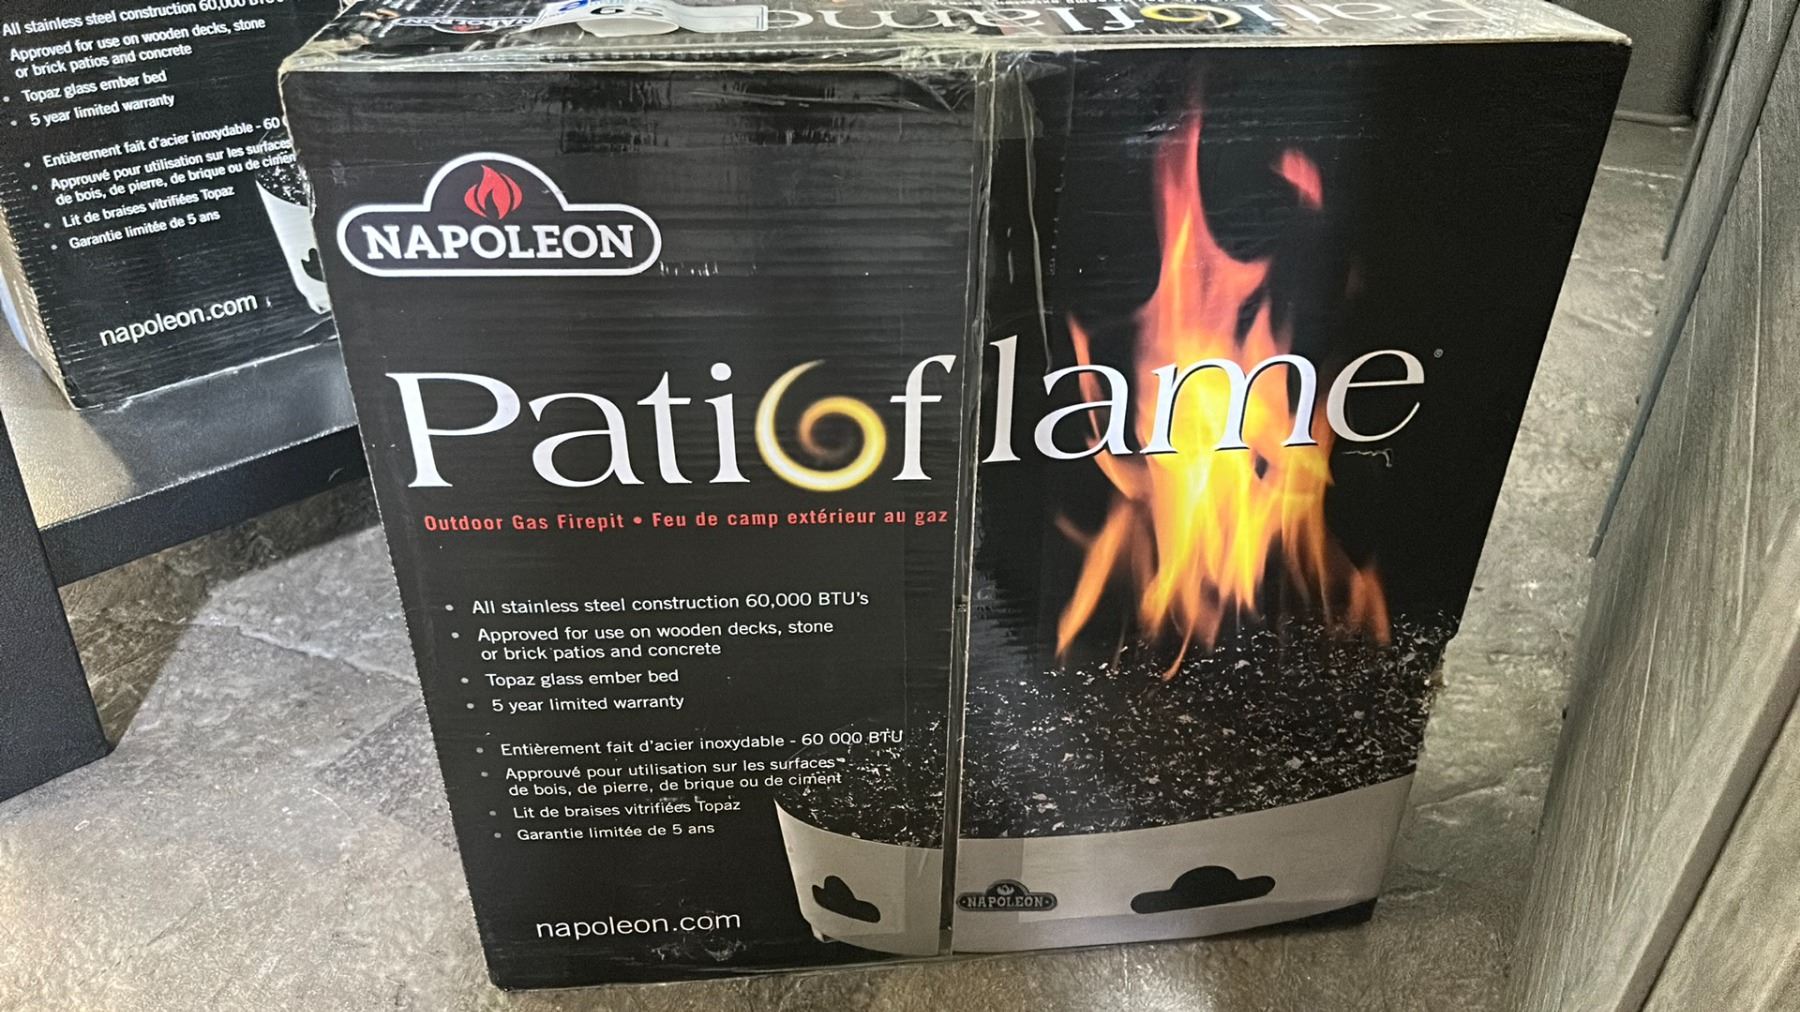 All stainless steel construction 60,000
Approved for use on wooden decks, stone
or brick patios and concrete
• Topaz glass ember bed
• 5 year limited warranty
• Entièrement fait d'acier inoxydable - 60
• Approuvé pour utilisation sur les surfaces
de bois, de pierre, de brique ou de
• Lit de braises vitrifiées Topaz
• Garantie limitée de 5 ans
napoleon.com
NAPOLEON
Patioflame
NAPOLEON
Patioflame®
Outdoor Gas Firepit • Feu de camp extérieur au gaz
• All stainless steel construction 60,000 BTU's
• Approved for use on wooden decks, stone
or brick patios and concrete
• Topaz glass ember bed
• 5 year limited warranty
• Entièrement fait d'acier inoxydable - 60 000 BTU
• Approuvé pour utilisation sur les surfaces
de bois, de pierre, de brique ou de ciment
• Lit de braises vitrifiées Topaz
• Garantie limitée de 5 ans
NAPOLEON
napoleon.com